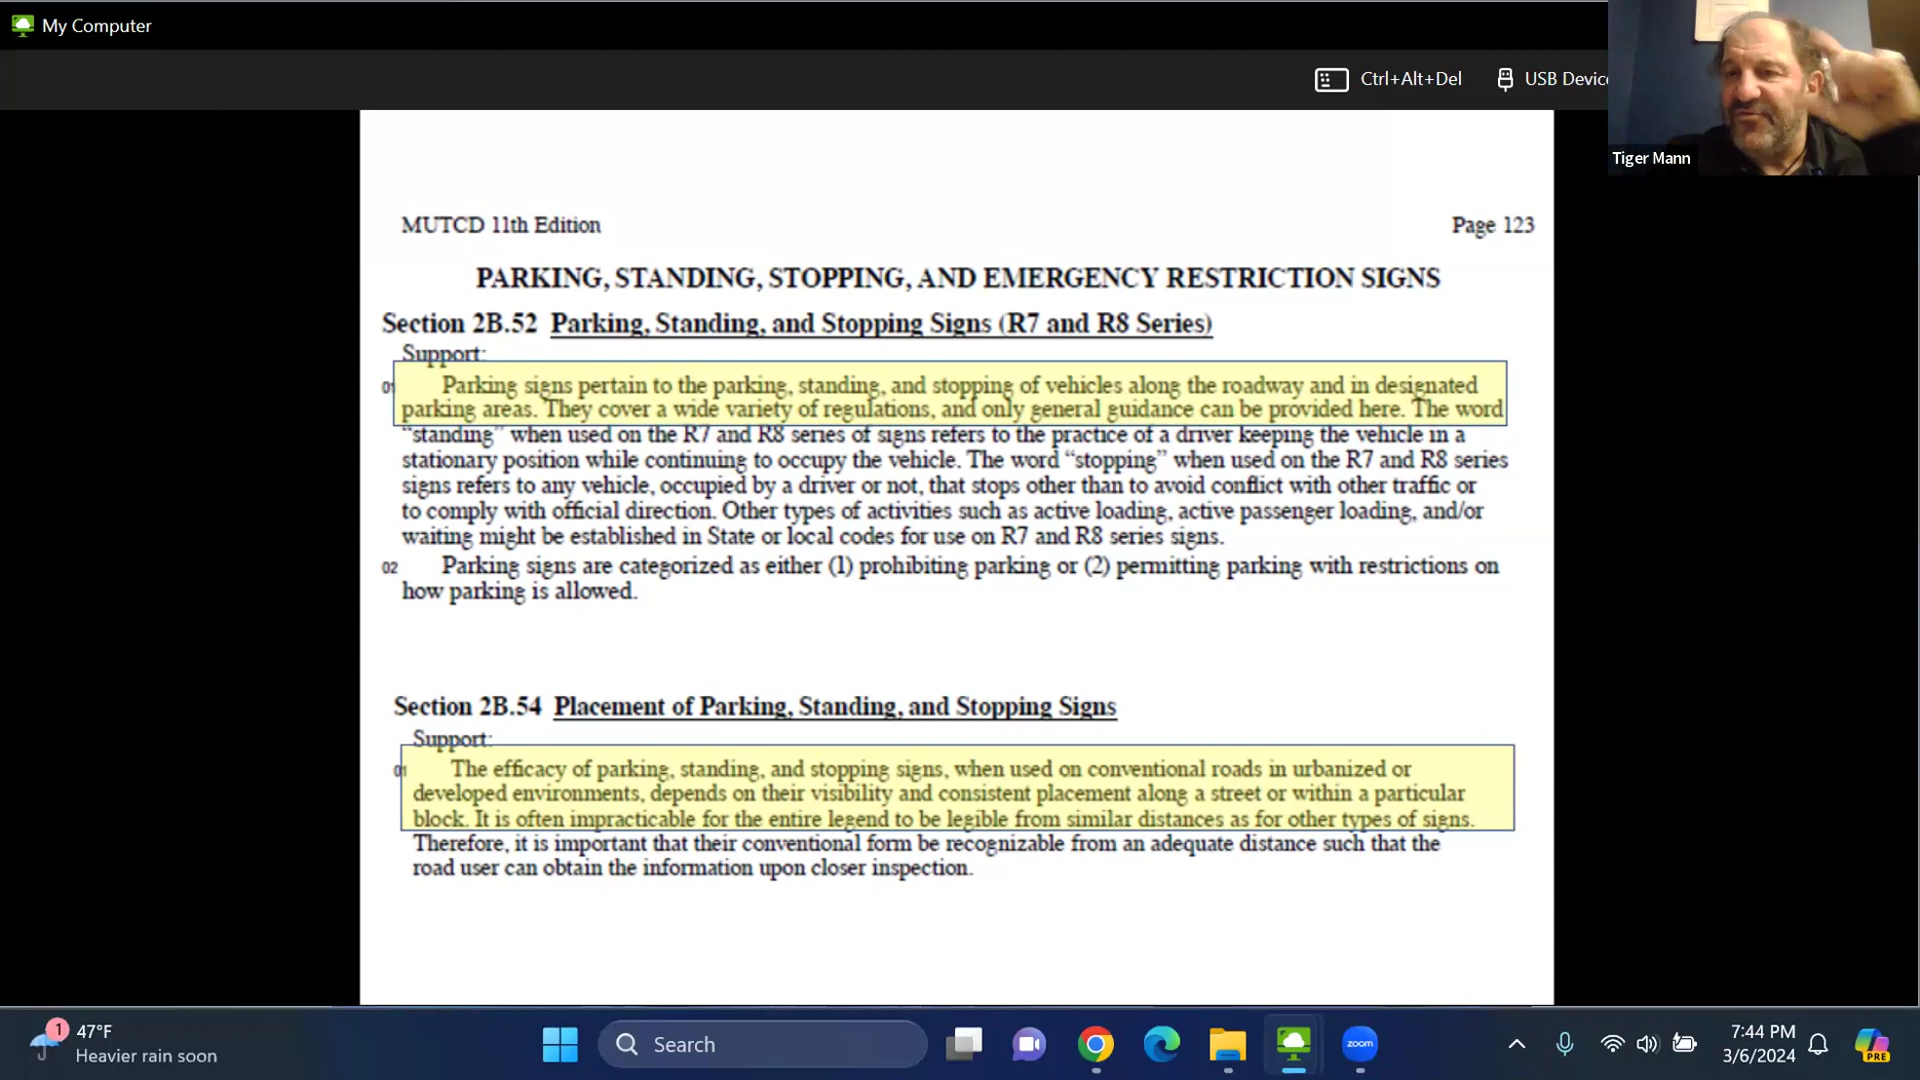 My Computer
Ctrl+Alt+Del
USB Device
Tiger Mann
MUTCD 11th Edition
Page 123
PARKING, STANDING, STOPPING, AND EMERGENCY RESTRICTION SIGNS
Section 2B.52 Parking, Standing, and Stopping Signs (R7 and R8 Series)
Support:
01 Parking signs pertain to the parking, standing, and stopping of vehicles along the roadway and in designated
parking areas. They cover a wide variety of regulations, and only general guidance can be provided here. The word
“standing” when used on the R7 and R8 series of signs refers to the practice of a driver keeping the vehicle in a
stationary position while continuing to occupy the vehicle. The word “stopping” when used on the R7 and R8 series
signs refers to any vehicle, occupied by a driver or not, that stops other than to avoid conflict with other traffic or
to comply with official direction. Other types of activities such as active loading, active passenger loading, and/or
waiting might be established in State or local codes for use on R7 and R8 series signs.
02 Parking signs are categorized as either (1) prohibiting parking or (2) permitting parking with restrictions on
how parking is allowed.
Section 2B.54 Placement of Parking, Standing, and Stopping Signs
Support:
01 The efficacy of parking, standing, and stopping signs, when used on conventional roads in urbanized or
developed environments, depends on their visibility and consistent placement along a street or within a particular
block. It is often impracticable for the entire legend to be legible from similar distances as for other types of signs.
Therefore, it is important that their conventional form be recognizable from an adequate distance such that the
road user can obtain the information upon closer inspection.
1
47°F
Heavier rain soon
Search
zoom
7:44 PM
3/6/2024
PRE